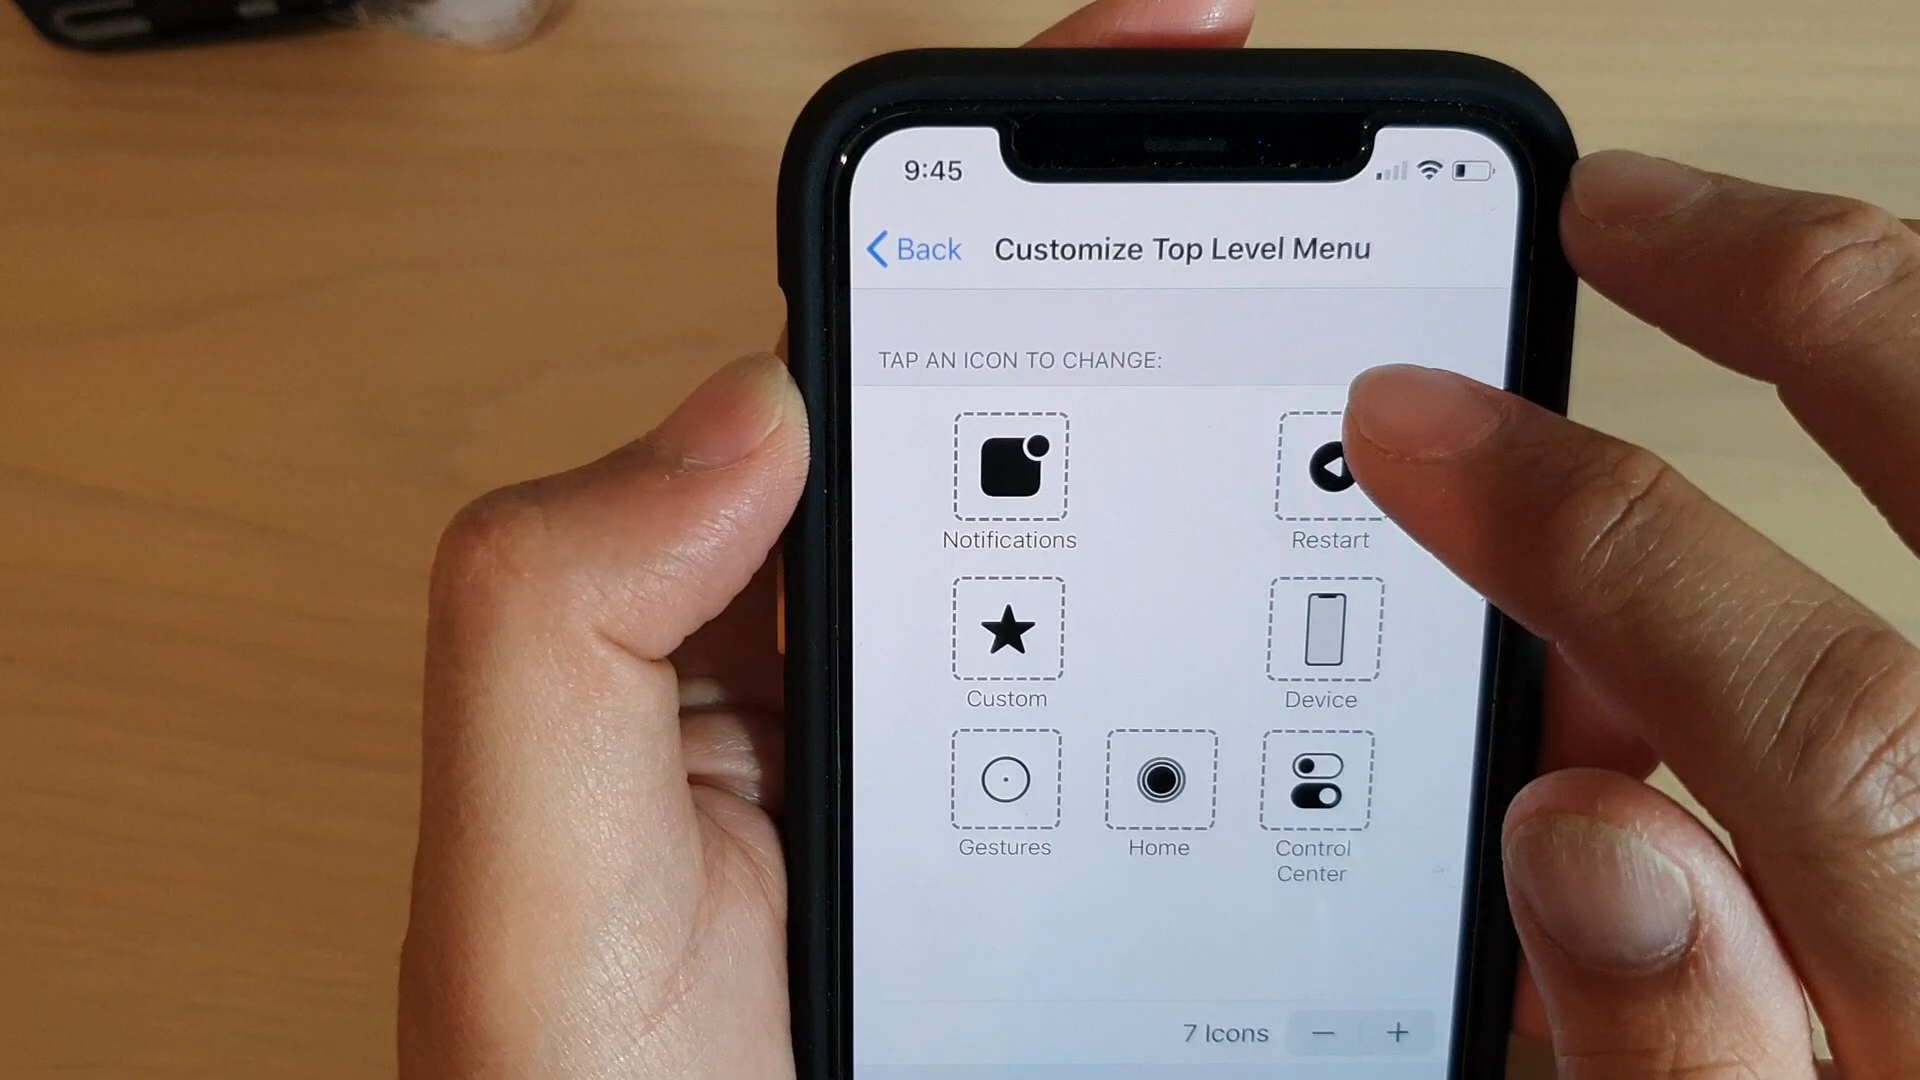 9:45
Back Customize Top Level Menu
TAP AN ICON TO CHANGE:
Notifications Restart
Custom Device
Gestures Home Control
Center
7 Icons − +